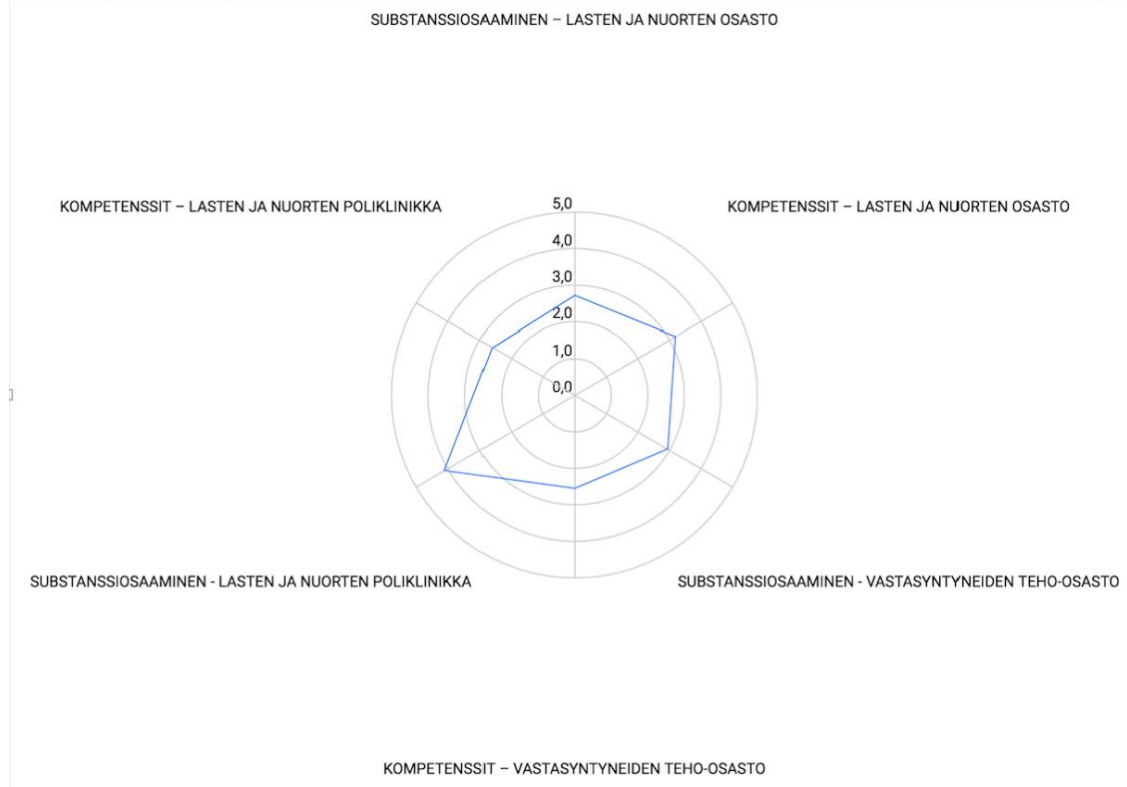 SUBSTANSSIOSAAMINEN – LASTEN JA NUORTEN OSASTO
KOMPETENSSIT – LASTEN JA NUORTEN POLIKLINIKKA
KOMPETENSSIT – LASTEN JA NUORTEN OSASTO
5,0
4,0
3,0
2,0
1,0
0,0
SUBSTANSSIOSAAMINEN - LASTEN JA NUORTEN POLIKLINIKKA
SUBSTANSSIOSAAMINEN - VASTASYNTYNEIDEN TEHO-OSASTO
KOMPETENSSIT – VASTASYNTYNEIDEN TEHO-OSASTO